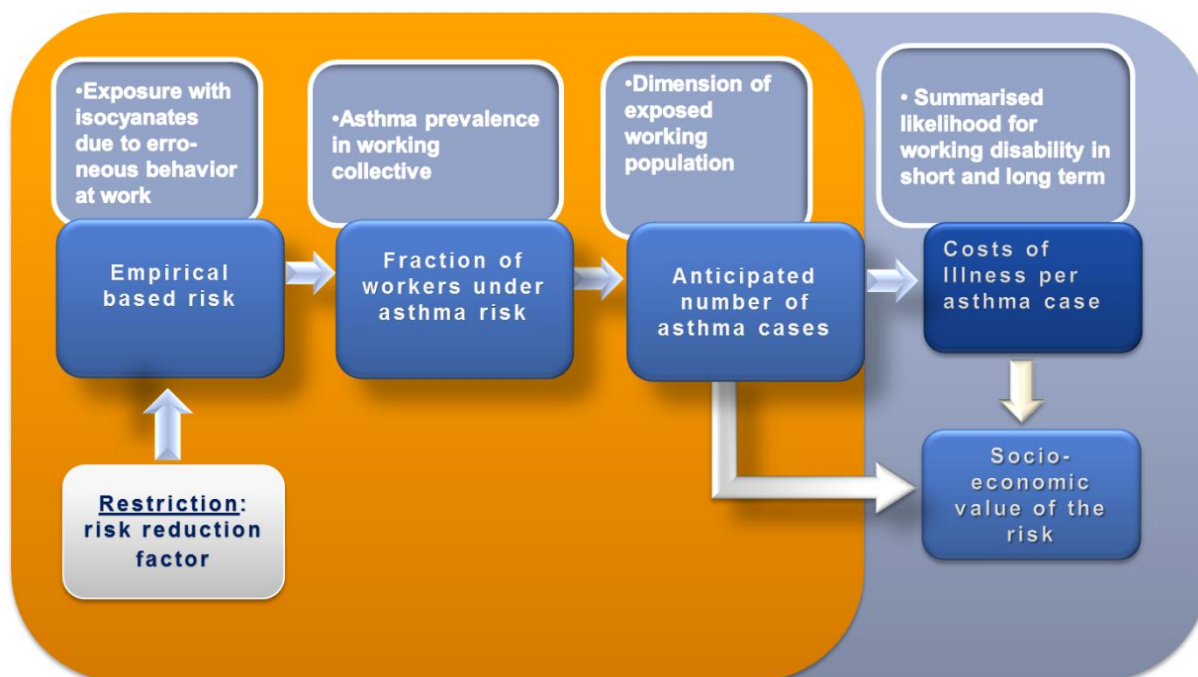 •Exposure with
isocyanates
due to erro-
neous behavior
at work
•Asthma prevalence
in working
collective
•Dimension of
exposed
working
population
• Summarised
likelihood for
working disability in
short and long term
Empirical
based risk
Fraction of
workers under
asthma risk
Anticipated
number of
asthma cases
Costs of
Illness per
asthma case
Restriction:
risk reduction
factor
Socio-
economic
value of the
risk